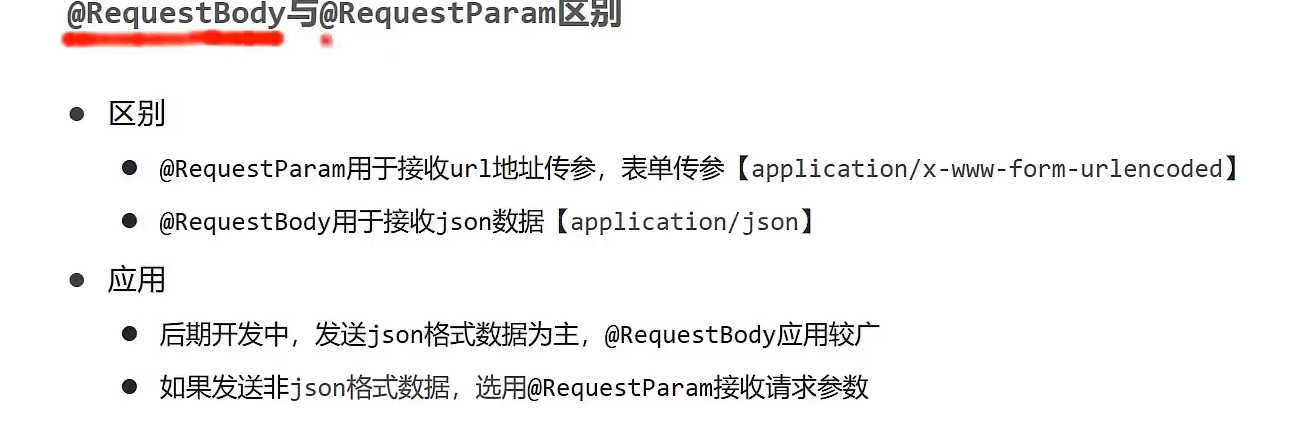 @RequestBody与@RequestParam区别
区别
@RequestParam用于接收url地址传参，表单传参【application/x-www-form-urlencoded】
@RequestBody用于接收json数据【application/json】
应用
后期开发中，发送json格式数据为主，@RequestBody应用较广
如果发送非json格式数据，选用@RequestParam接收请求参数